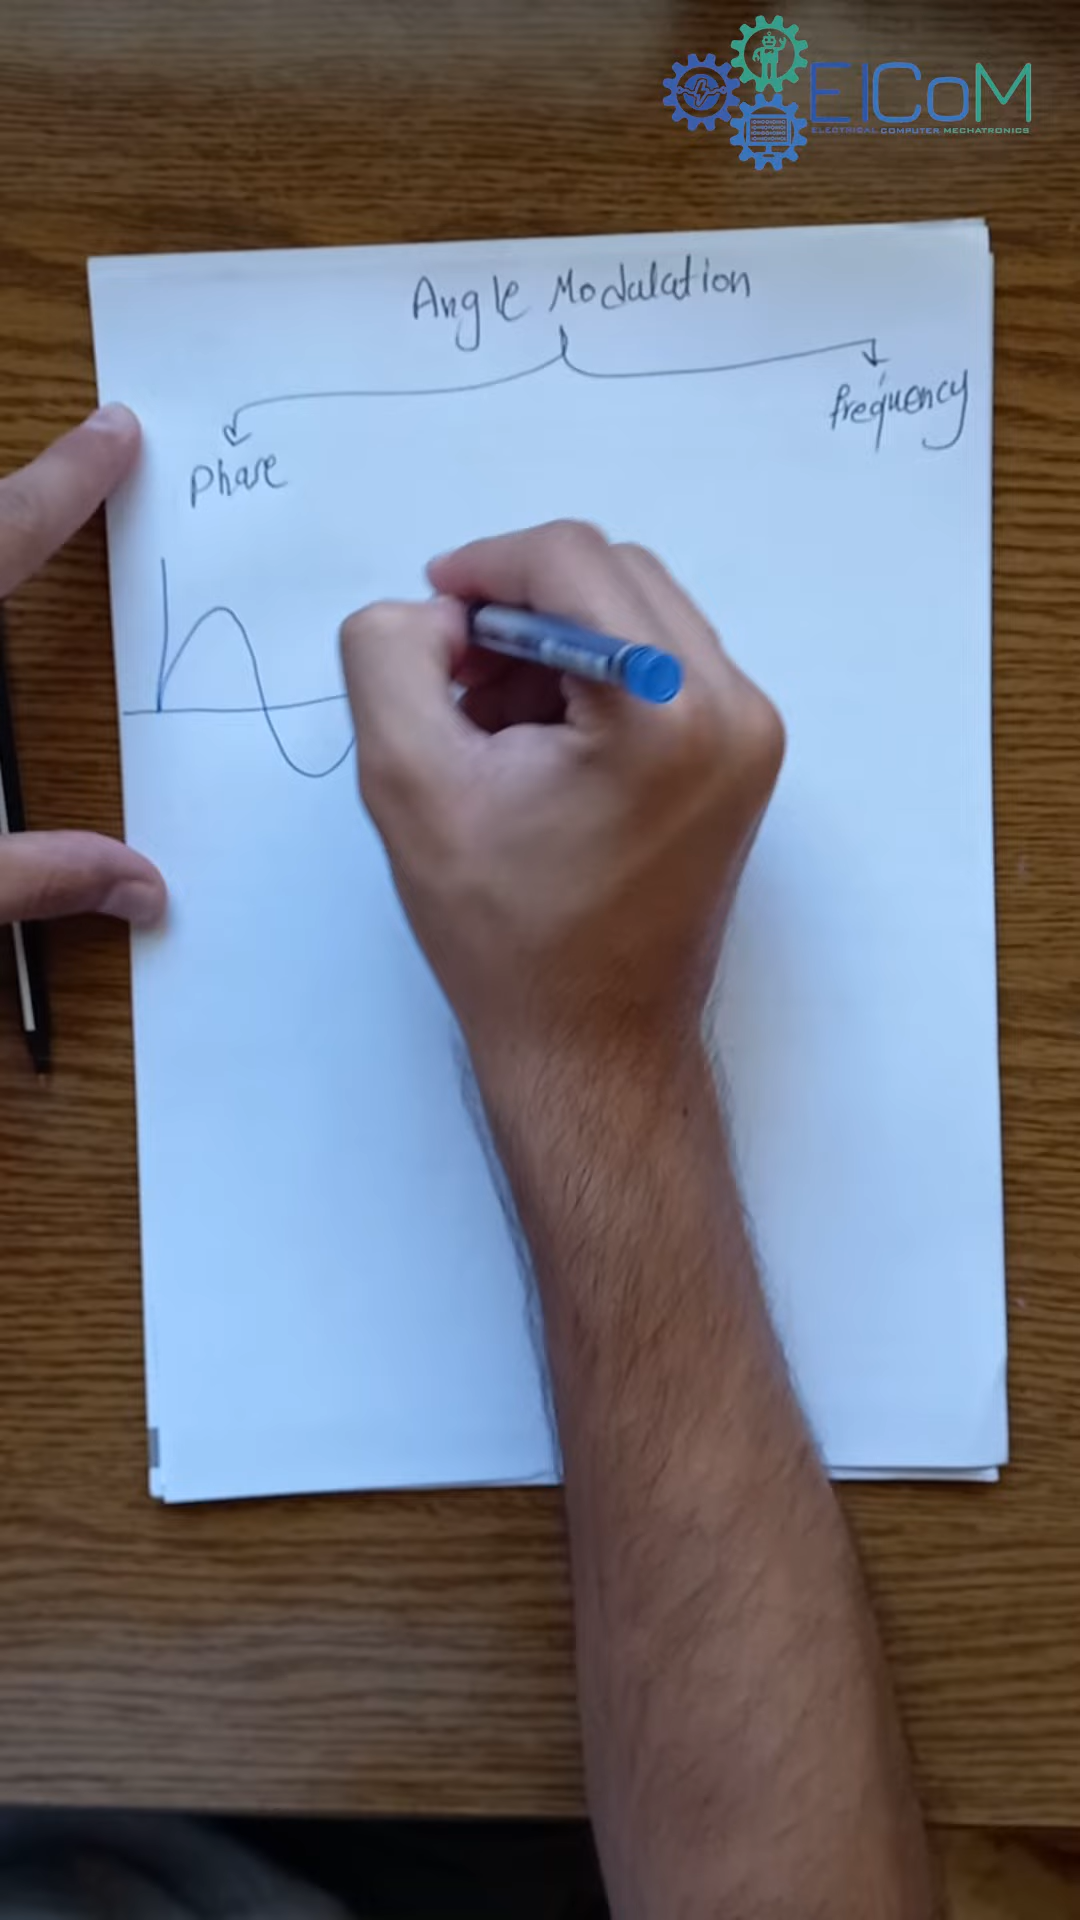 EICoM
ELECTRICAL COMPUTER MECHATRONICS
Angle Modulation
Phase
frequency